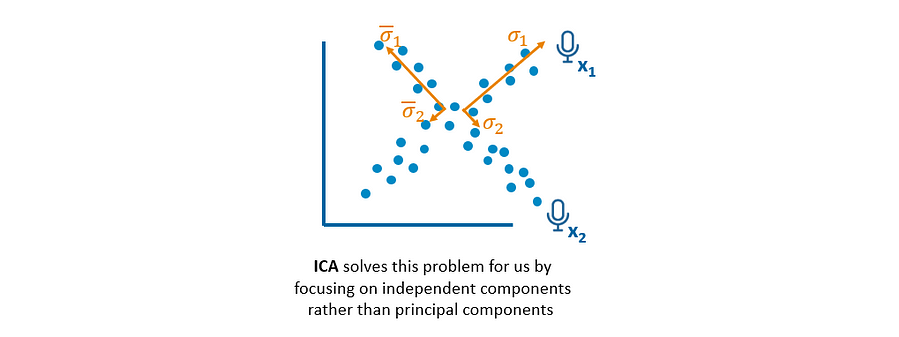 σ̅₁
σ₁
x₁
σ̅₂
σ₂
x₂
ICA solves this problem for us by
focusing on independent components
rather than principal components